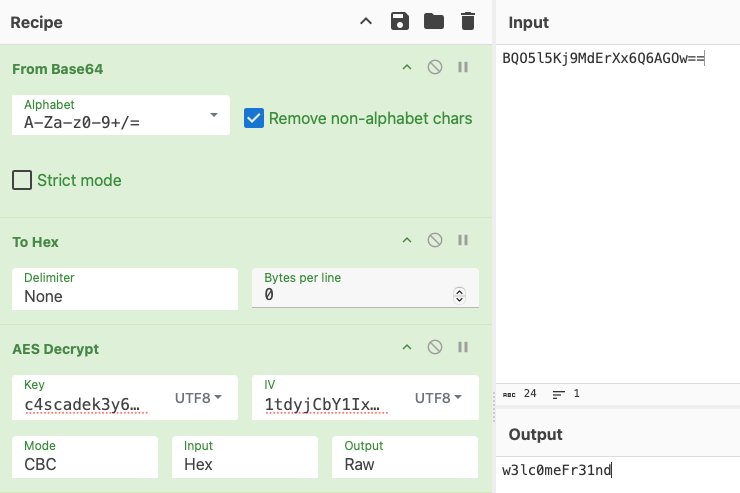 Recipe
From Base64
Alphabet
A-Za-z0-9+/=
Remove non-alphabet chars
Strict mode
To Hex
Delimiter
None
Bytes per line
0
AES Decrypt
Key
c4scadek3y6…
UTF8
IV
1tdyjCbY1Ix…
UTF8
Mode
CBC
Input
Hex
Output
Raw
Input
BQO5l5Kj9MdErXx6Q6AGOw==
ABC 24 1
Output
w3lc0meFr31nd